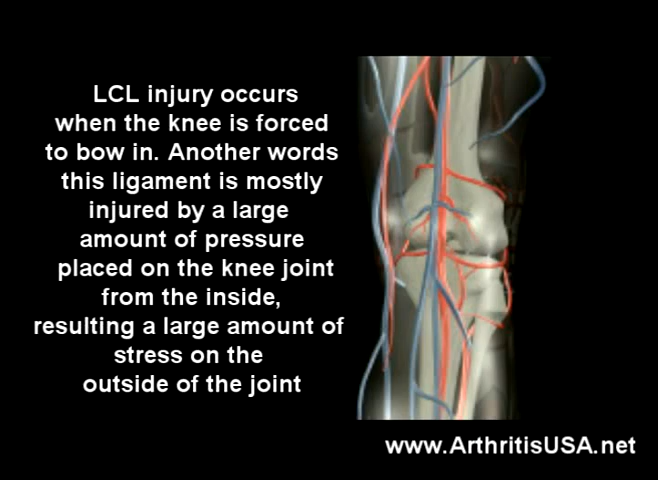 LCL injury occurs
when the knee is forced
to bow in. Another words
this ligament is mostly
injured by a large
amount of pressure
placed on the knee joint
from the inside,
resulting a large amount of
stress on the
outside of the joint
www.ArthritisUSA.net